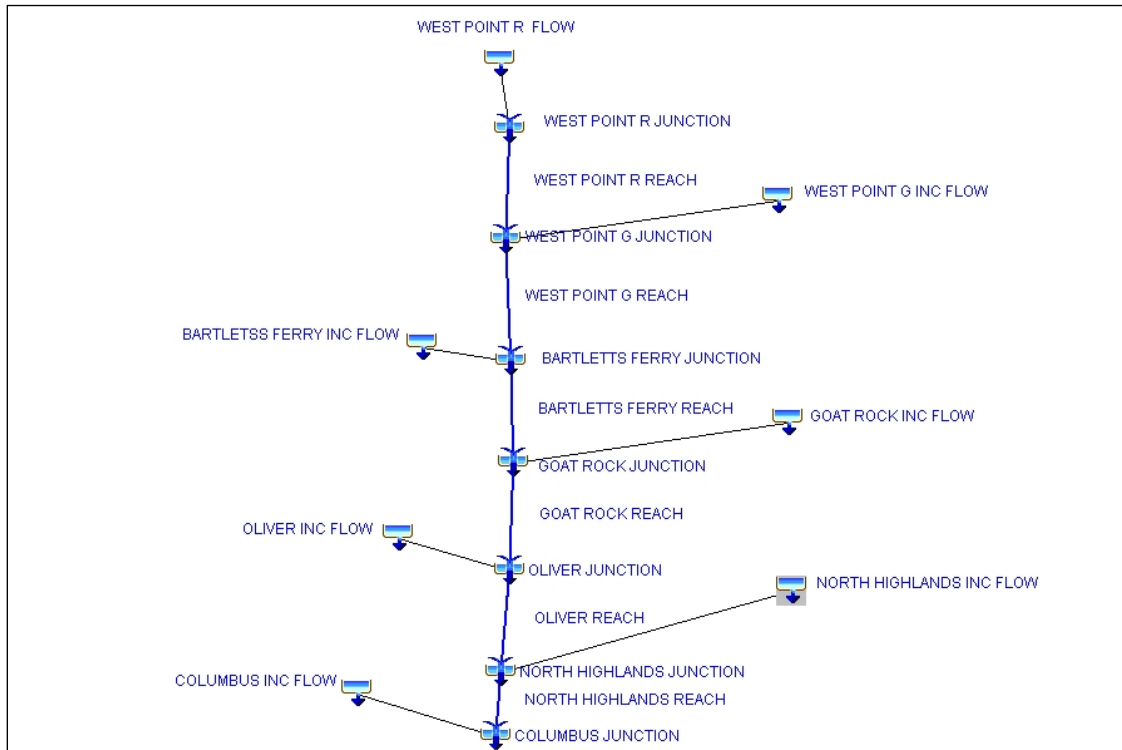 WEST POINT R FLOW
WEST POINT R JUNCTION
WEST POINT R REACH
WEST POINT G INC FLOW
WEST POINT G JUNCTION
WEST POINT G REACH
BARTLETSS FERRY INC FLOW
BARTLETTS FERRY JUNCTION
BARTLETTS FERRY REACH
GOAT ROCK INC FLOW
GOAT ROCK JUNCTION
GOAT ROCK REACH
OLIVER INC FLOW
OLIVER JUNCTION
NORTH HIGHLANDS INC FLOW
OLIVER REACH
NORTH HIGHLANDS JUNCTION
COLUMBUS INC FLOW
NORTH HIGHLANDS REACH
COLUMBUS JUNCTION